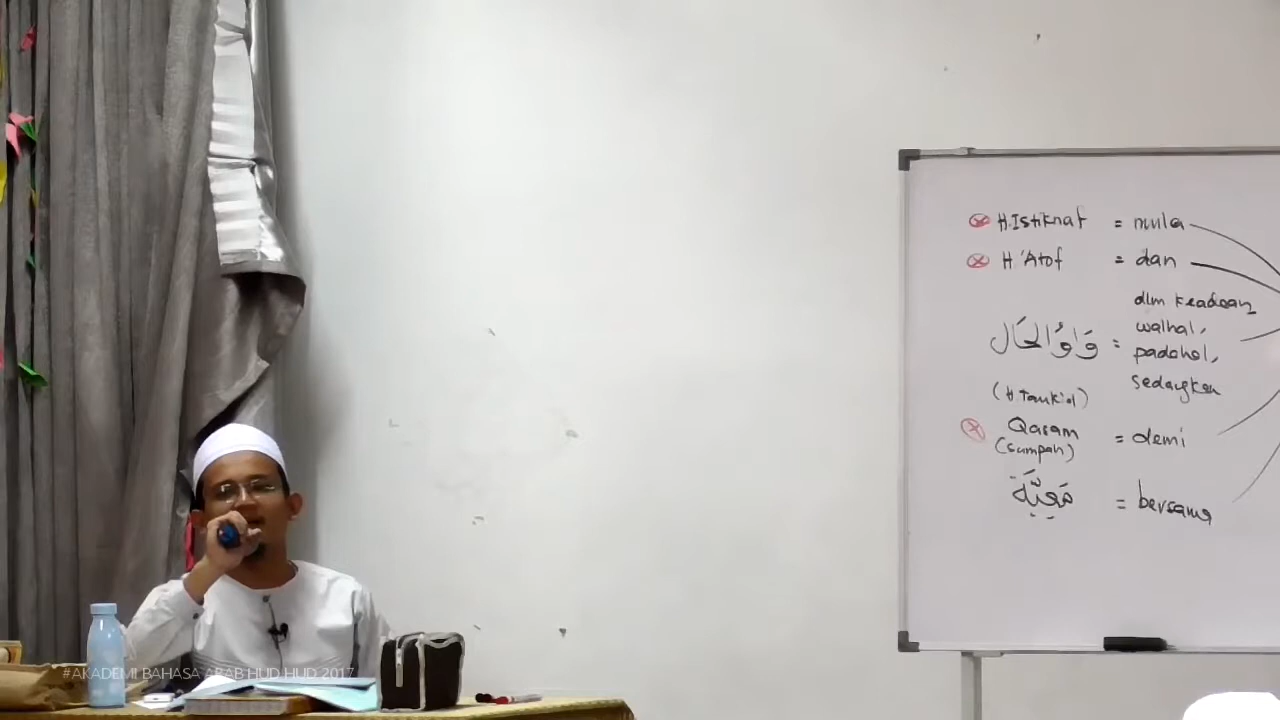 H.Istiknaf = mula
H 'Atof = dan
dlm keadaan
walhal,
وَاوُ الحَال =
padahal,
sedangkan
(H.Taukid)
Qasam = demi
(sumpah)
مَعِيَّة = bersama
#AKADEMI BAHASA ARAB HUD HUD 2017